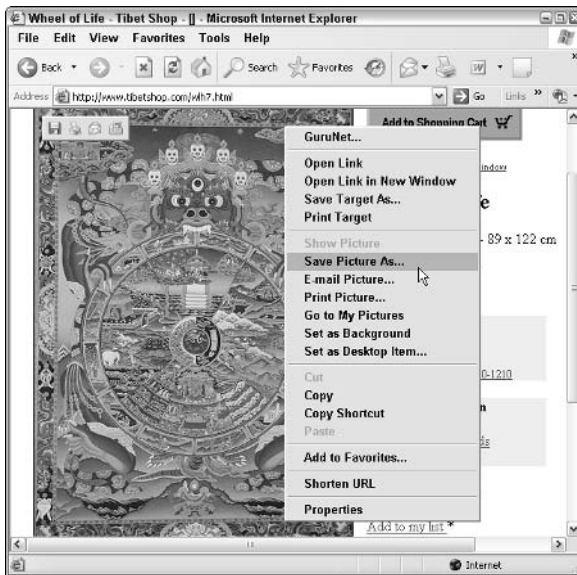 Wheel of Life - Tibet Shop - [] - Microsoft Internet Explorer
File Edit View Favorites Tools Help
Back Search Favorites W
Address http://www.tibetshop.com/wlh7.html Go Links »
Add to Shopping Cart
GuruNet...
indow
Open Link
Open Link in New Window
Save Target As...
Print Target
Show Picture
- 89 x 122 cm
Save Picture As...
E-mail Picture...
Print Picture...
Go to My Pictures
Set as Background
Set as Desktop Item...
0-1210
Cut
Copy
Copy Shortcut
Paste
ds
Add to Favorites...
Shorten URL
Properties
Add to my list *
Internet